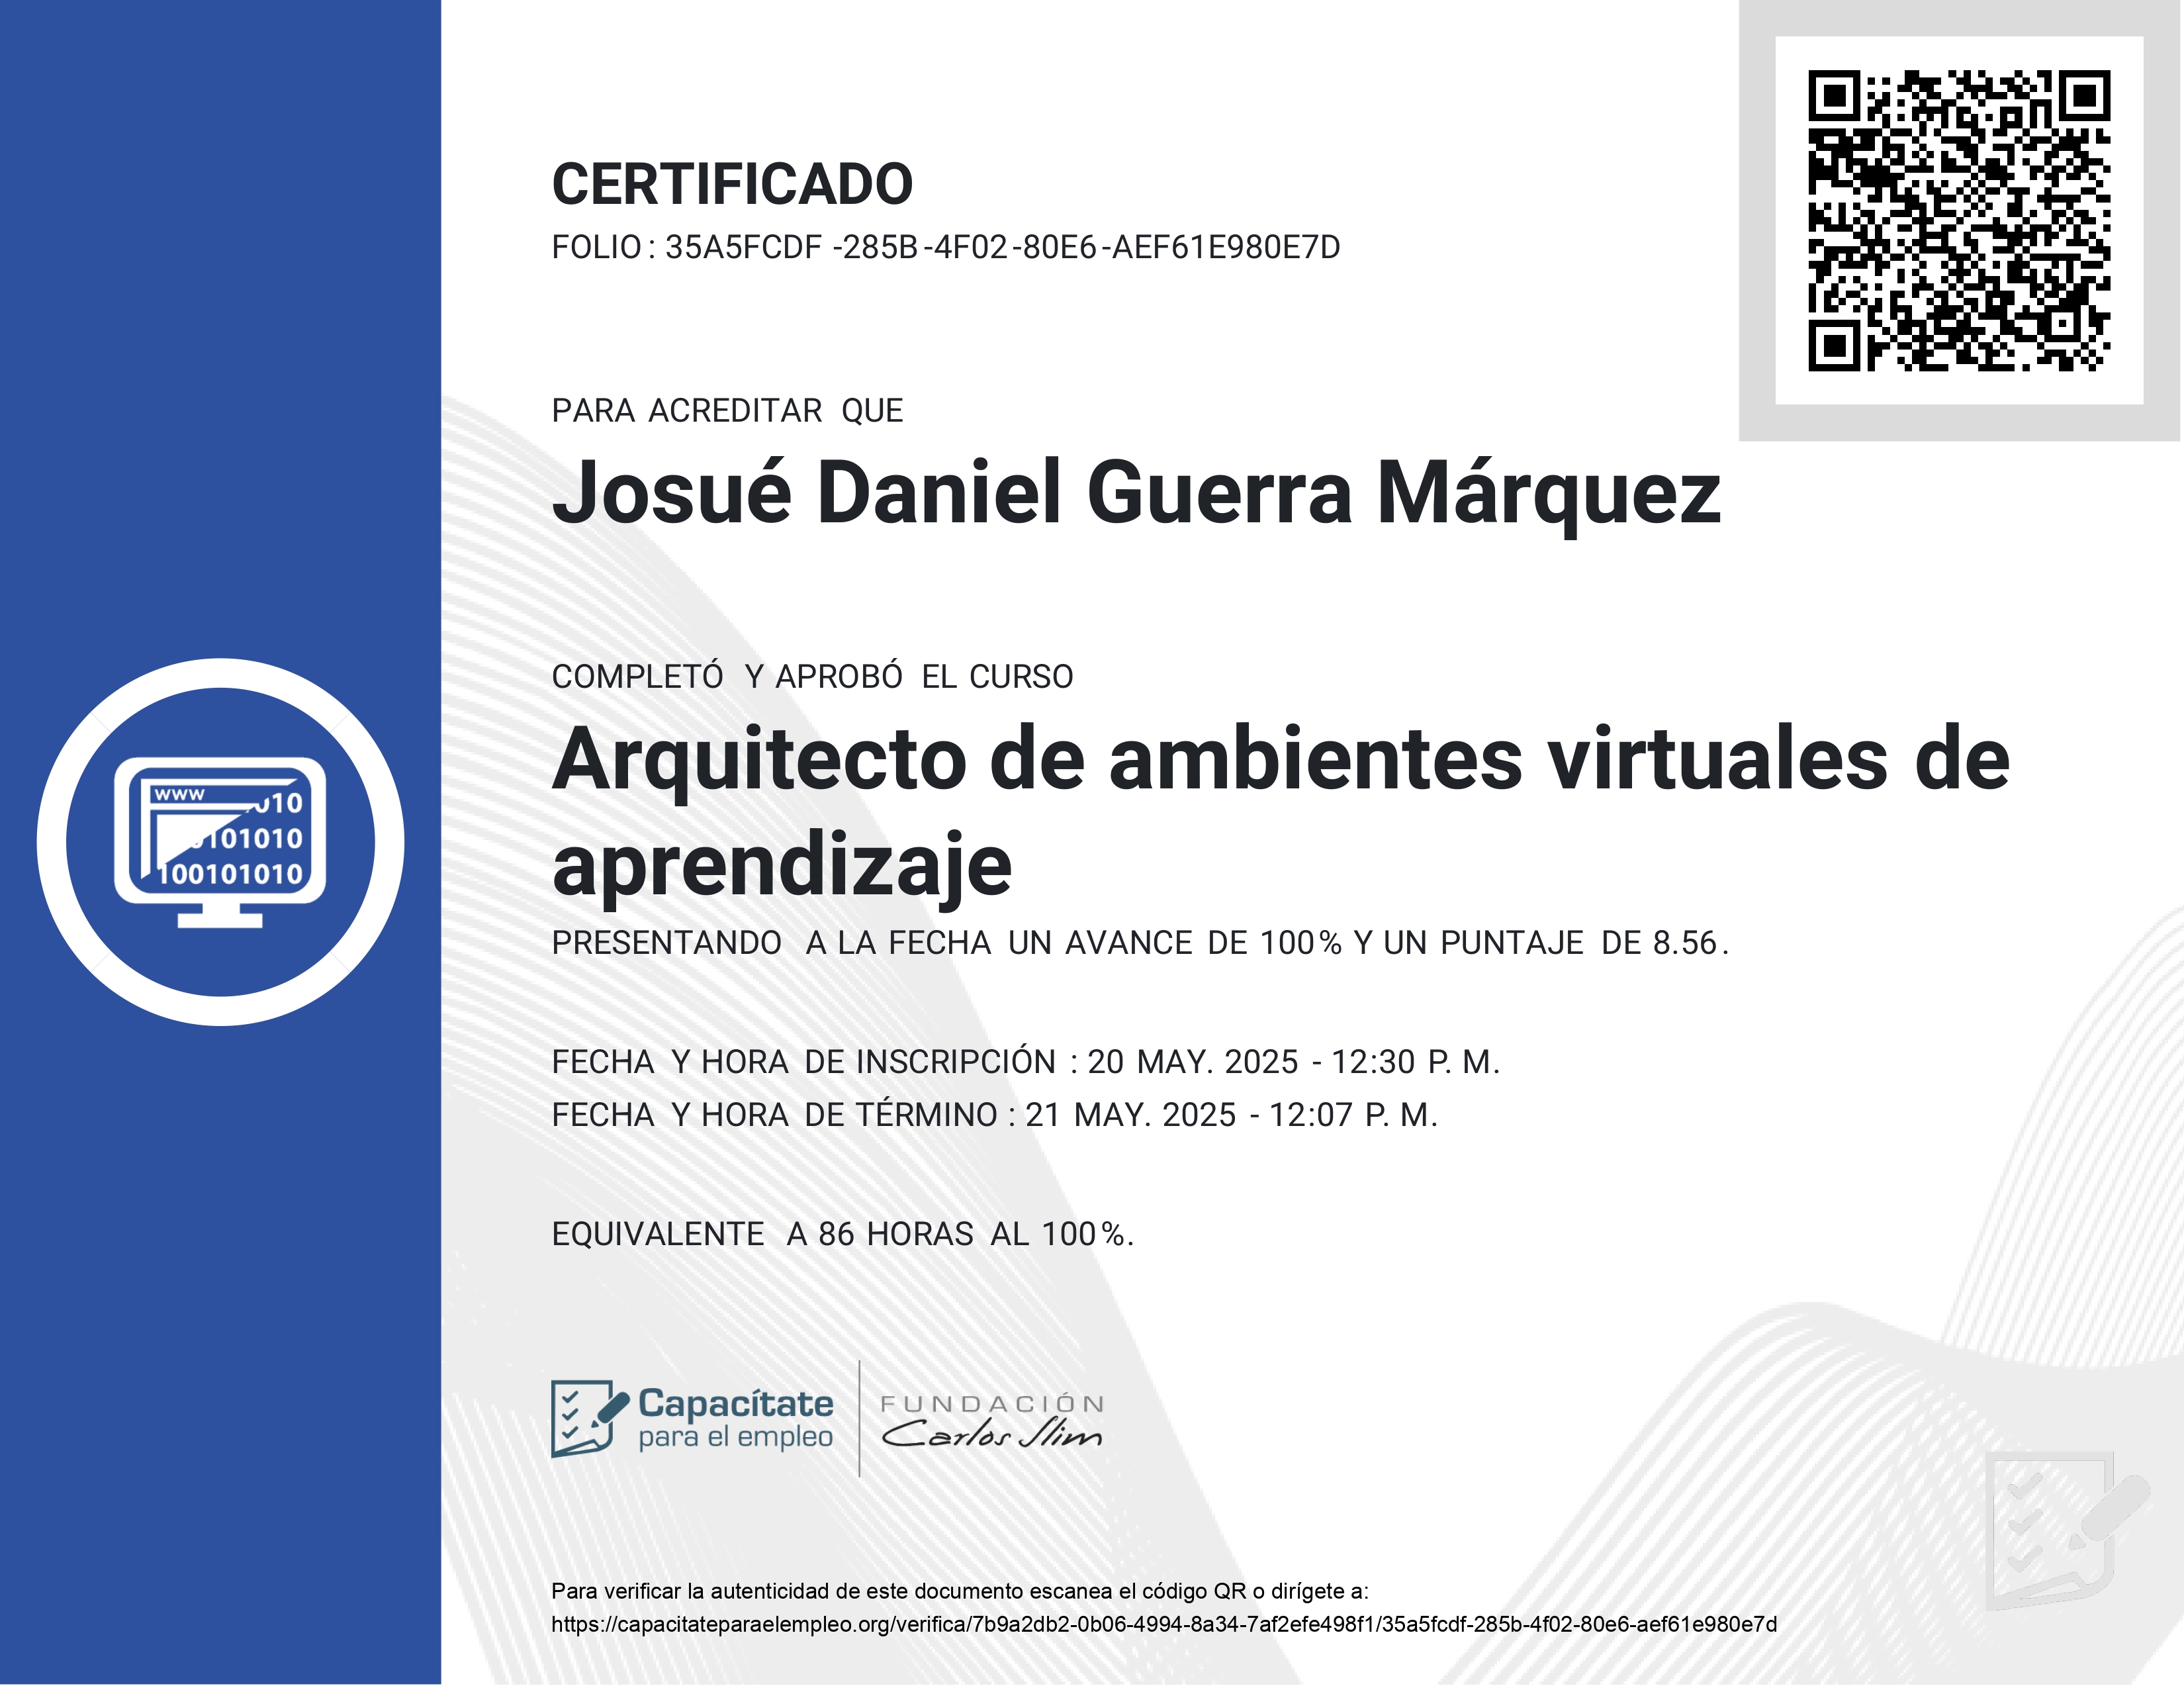 CERTIFICADO
FOLIO: 35A5FCDF-285B-4F02-80E6-AEF61E980E7D
PARA ACREDITAR QUE
Josué Daniel Guerra Márquez
COMPLETÓ Y APROBÓ EL CURSO
Arquitecto de ambientes virtuales de
aprendizaje
PRESENTANDO A LA FECHA UN AVANCE DE 100% Y UN PUNTAJE DE 8.56.
FECHA Y HORA DE INSCRIPCIÓN : 20 MAY. 2025 - 12:30 P. M.
FECHA Y HORA DE TÉRMINO : 21 MAY. 2025 - 12:07 P. M.
EQUIVALENTE A 86 HORAS AL 100%.
www
010
101010
100101010
Capacítate
para el empleo
FUNDACIÓN
Carlos Slim
Para verificar la autenticidad de este documento escanea el código QR o dirígete a:
https://capacitateparaelempleo.org/verifica/7b9a2db2-0b06-4994-8a34-7af2efe498f1/35a5fcdf-285b-4f02-80e6-aef61e980e7d